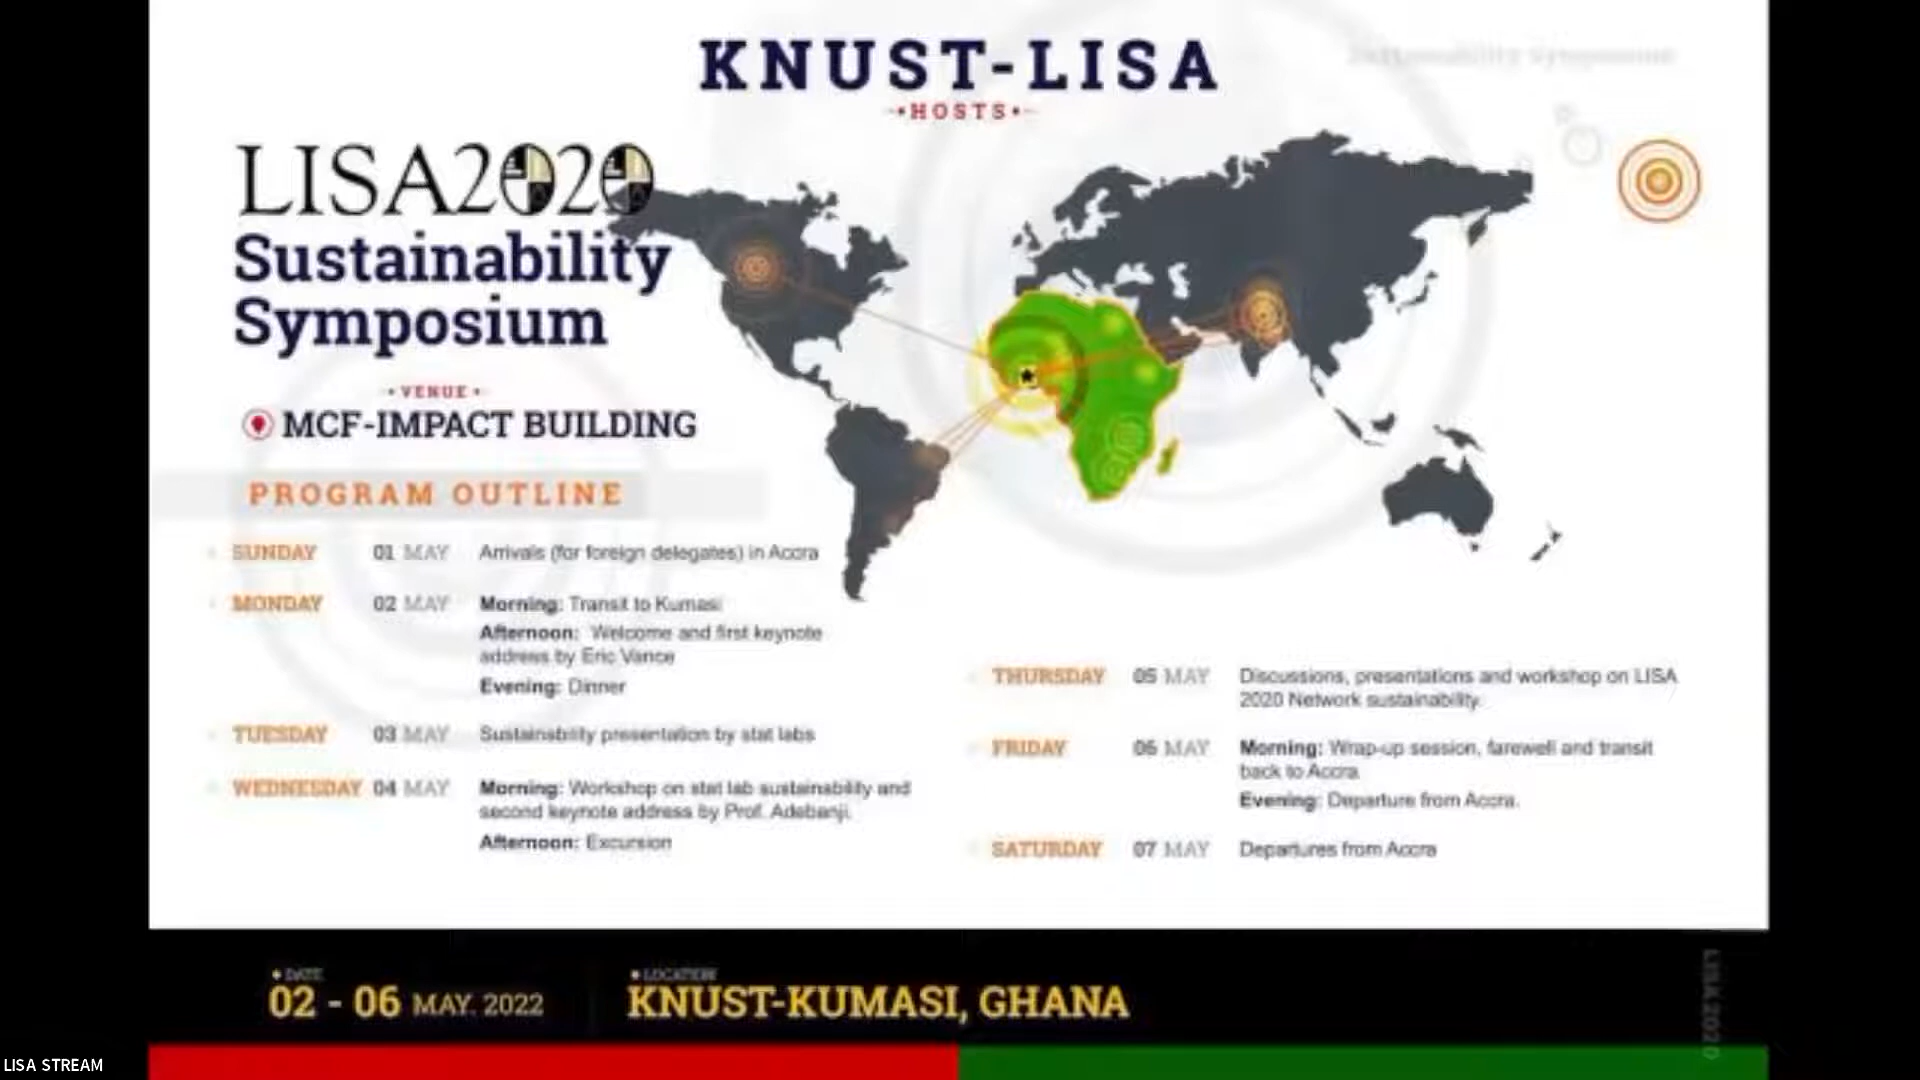 KNUST-LISA
HOSTS
Sustainability Symposium
LISA2020
Sustainability
Symposium
VENUE
MCF-IMPACT BUILDING
PROGRAM OUTLINE
SUNDAY 01 MAY Arrivals (for foreign delegates) in Accra
MONDAY 02 MAY Morning: Transit to Kumasi
Afternoon: Welcome and first keynote
address by Eric Vance
Evening: Dinner
TUESDAY 03 MAY Sustainability presentation by stat labs
WEDNESDAY 04 MAY Morning: Workshop on stat lab sustainability and
second keynote address by Prof. Adebanji.
Afternoon: Excursion
THURSDAY 05 MAY Discussions, presentations and workshop on LISA
2020 Network sustainability.
FRIDAY 06 MAY Morning: Wrap-up session, farewell and transit
back to Accra
Evening: Departure from Accra.
SATURDAY 07 MAY Departures from Accra
DATE
02 - 06 MAY. 2022
LOCATION
KNUST-KUMASI, GHANA
LISA 2020
LISA STREAM